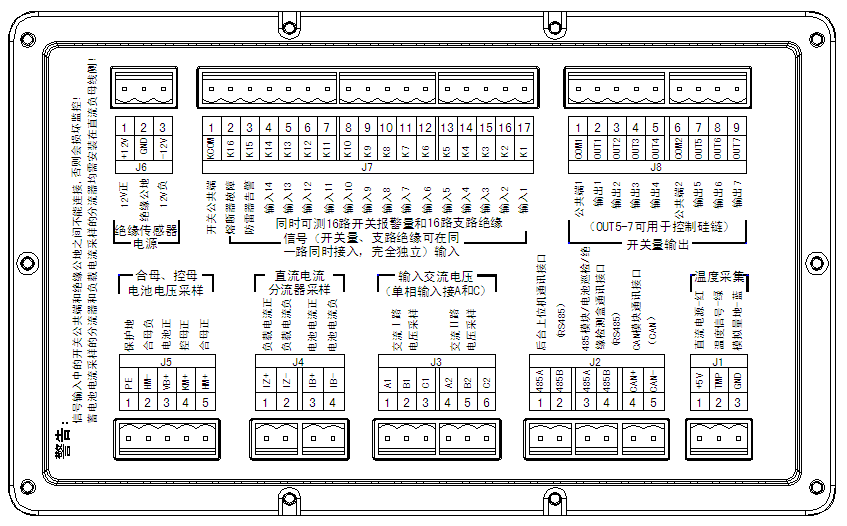 警告:
信号输入中的开关公共端和绝缘公地之间不能连接,否则会损坏监控!
蓄电池电流采样的分流器和负载电流采样的分流器均需安装在直流负母线侧!
1 2 3
+12V GND -12V
J6
12V正 绝缘公地 12V负
绝缘传感器
电源
1 2 3 4 5 6 7 8 9 10 11 12 13 14 15 16 17
KCOM K16 K15 K14 K13 K12 K11 K10 K9 K8 K7 K6 K5 K4 K3 K2 K1
J7
开关公共端 熔断器故障 防雷器告警 输入14 输入13 输入12 输入11 输入10 输入9 输入8 输入7 输入6 输入5 输入4 输入3 输入2 输入1
同时可测16路开关报警量和16路支路绝缘
信号(开关量、支路绝缘可在同
一路同时接入,完全独立)输入
1 2 3 4 5 6 7 8 9
COM1 OUT1 OUT2 OUT3 OUT4 COM2 OUT5 OUT6 OUT7
J8
公共端1 输出1 输出2 输出3 输出4 公共端2 输出5 输出6 输出7
(OUT5-7可用于控制硅链)
开关量输出
合母、控母
电池电压采样
保护地 合母负 电池正 控母正 合母正
J5
PE HM- VB+ KM+ HM+
1 2 3 4 5
直流电流
分流器采样
负载电流正 负载电流负 电池电流正 电池电流负
J4
IZ+ IZ- IB+ IB-
1 2 3 4
输入交流电压
(单相输入接A和C)
交流Ⅰ路
电压采样
交流Ⅱ路
电压采样
J3
A1 B1 C1 A2 B2 C2
1 2 3 4 5 6
后台上位机通讯接口
(RS485)
485模块/电池巡检/绝
缘检测盒通讯接口
(RS485)
CAN模块通讯接口
(CAN)
J2
485A 485B 485A 485B CAN+ CAN-
1 2 3 4 4 5
温度采集
直流电源-红 温度信号-绿 模拟量地-蓝
J1
+5V TMP GND
1 2 3